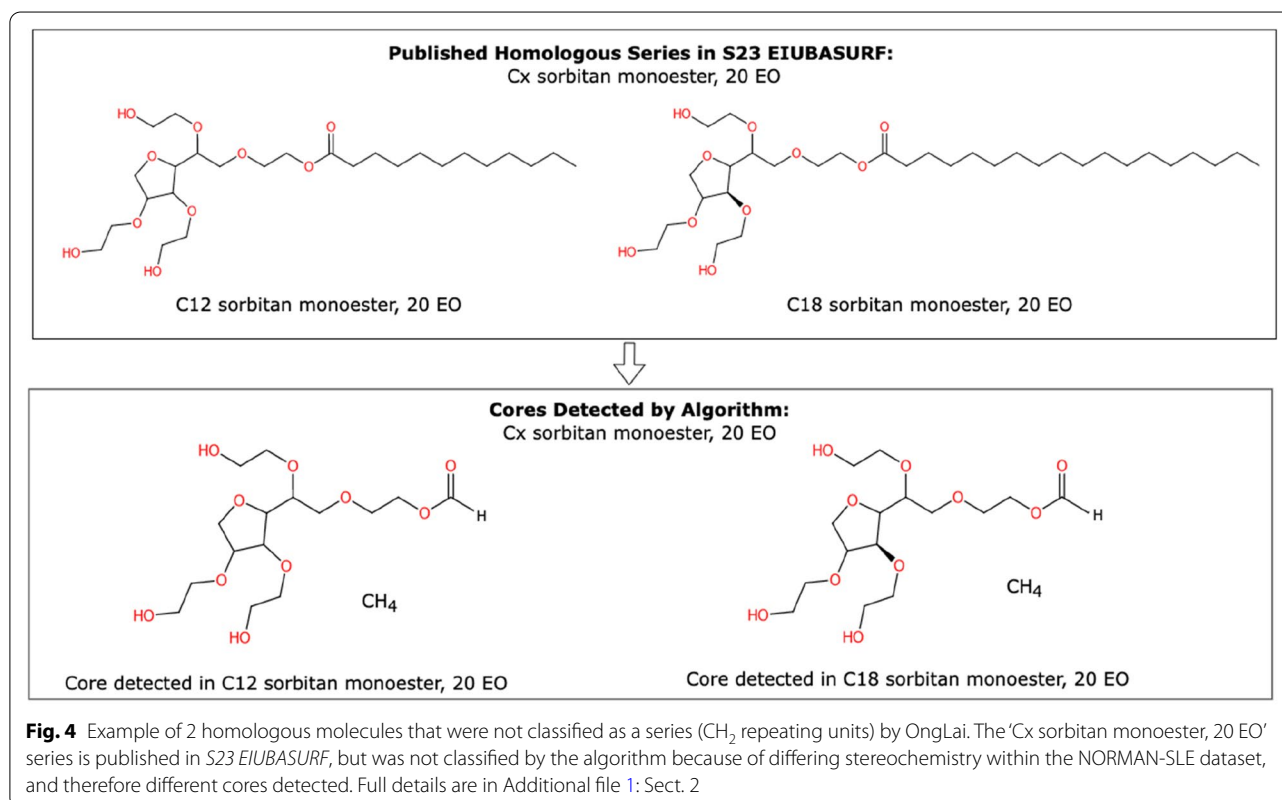 Published Homologous Series in S23 EIUBASURF:
Cx sorbitan monoester, 20 EO
HO
O
O
O
O
O
O
O
HO
HO
C12 sorbitan monoester, 20 EO
HO
O
O
O
O
O
O
O
HO
HO
C18 sorbitan monoester, 20 EO
Cores Detected by Algorithm:
Cx sorbitan monoester, 20 EO
HO
O
O
O
O
O
H
O
O
HO
HO
CH4
Core detected in C12 sorbitan monoester, 20 EO
HO
O
O
O
O
O
H
O
O
HO
HO
CH4
Core detected in C18 sorbitan monoester, 20 EO
Fig. 4 Example of 2 homologous molecules that were not classified as a series (CH2 repeating units) by OngLai. The 'Cx sorbitan monoester, 20 EO'
series is published in S23 EIUBASURF, but was not classified by the algorithm because of differing stereochemistry within the NORMAN-SLE dataset,
and therefore different cores detected. Full details are in Additional file 1: Sect. 2